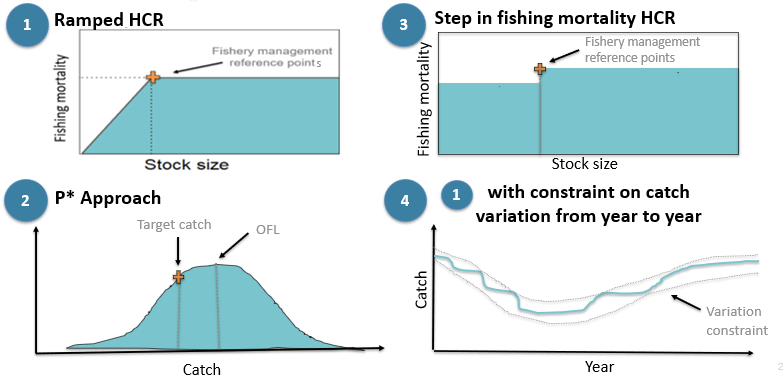 1 Ramped HCR
Fishery management
reference points
Fishing mortality
Stock size
3 Step in fishing mortality HCR
Fishery management
reference points
Fishing mortality
Stock size
2 P* Approach
Target catch
OFL
Catch
4 1 with constraint on catch
variation from year to year
Catch
Variation
constraint
Year
2